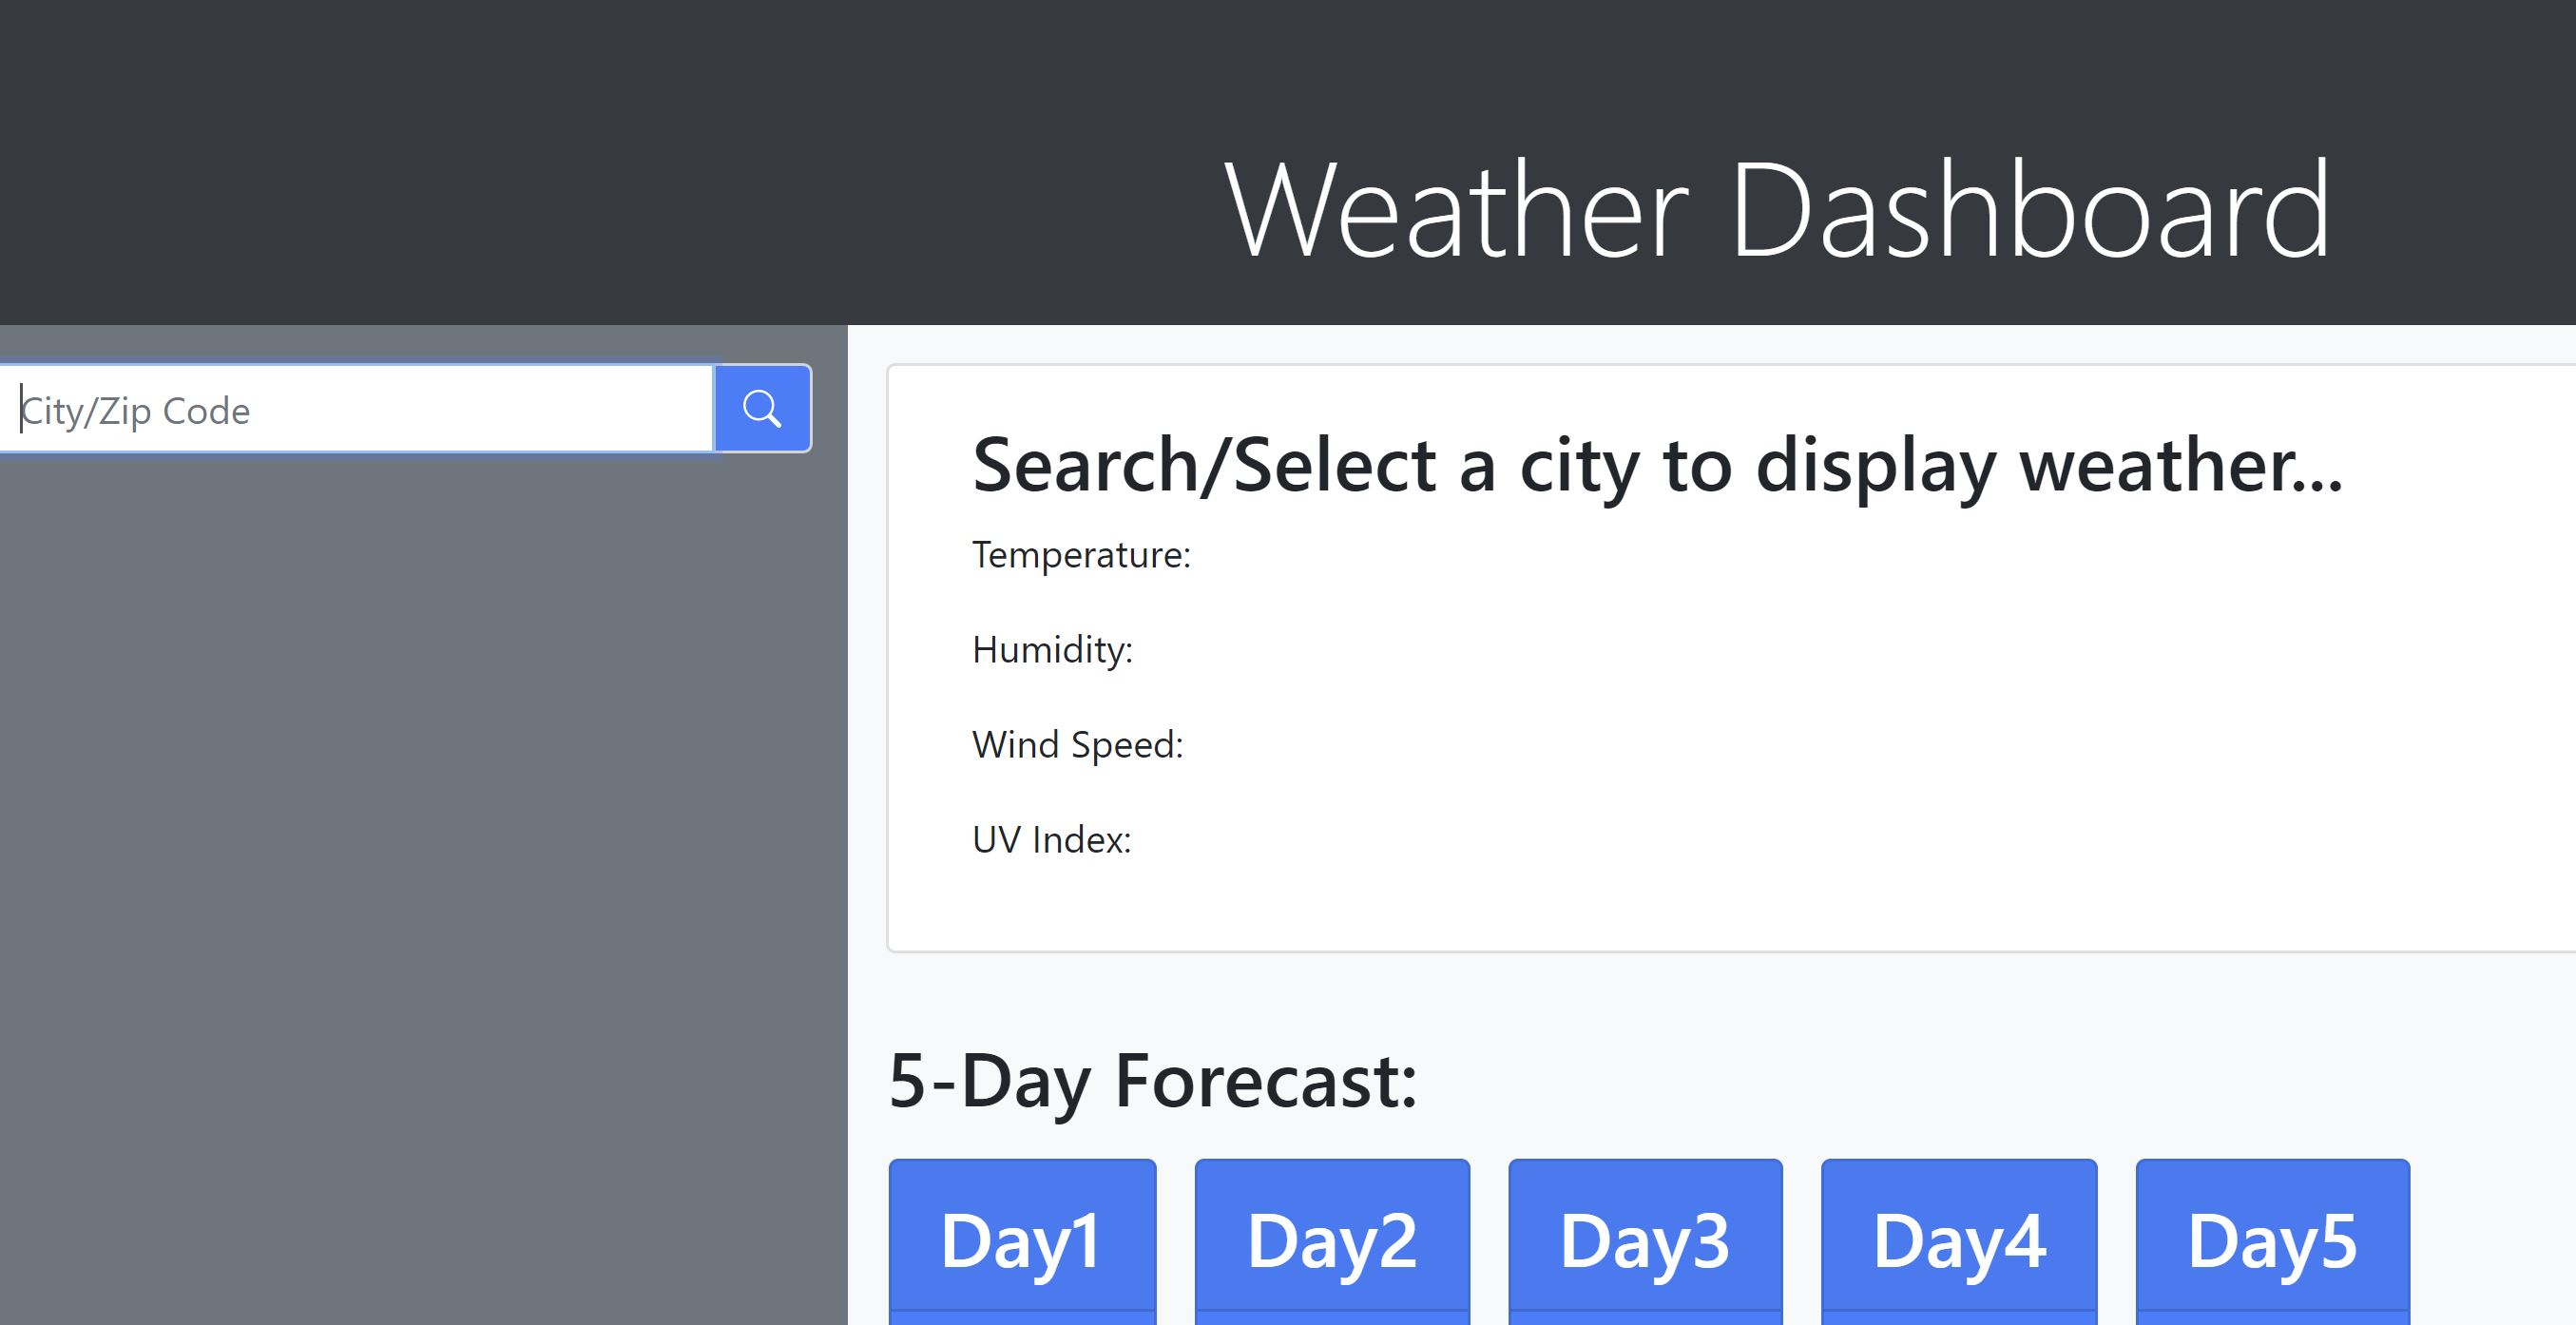 Weather Dashboard
City/Zip Code
Search/Select a city to display weather...
Temperature:
Humidity:
Wind Speed:
UV Index:
5-Day Forecast:
Day1 Day2 Day3 Day4 Day5